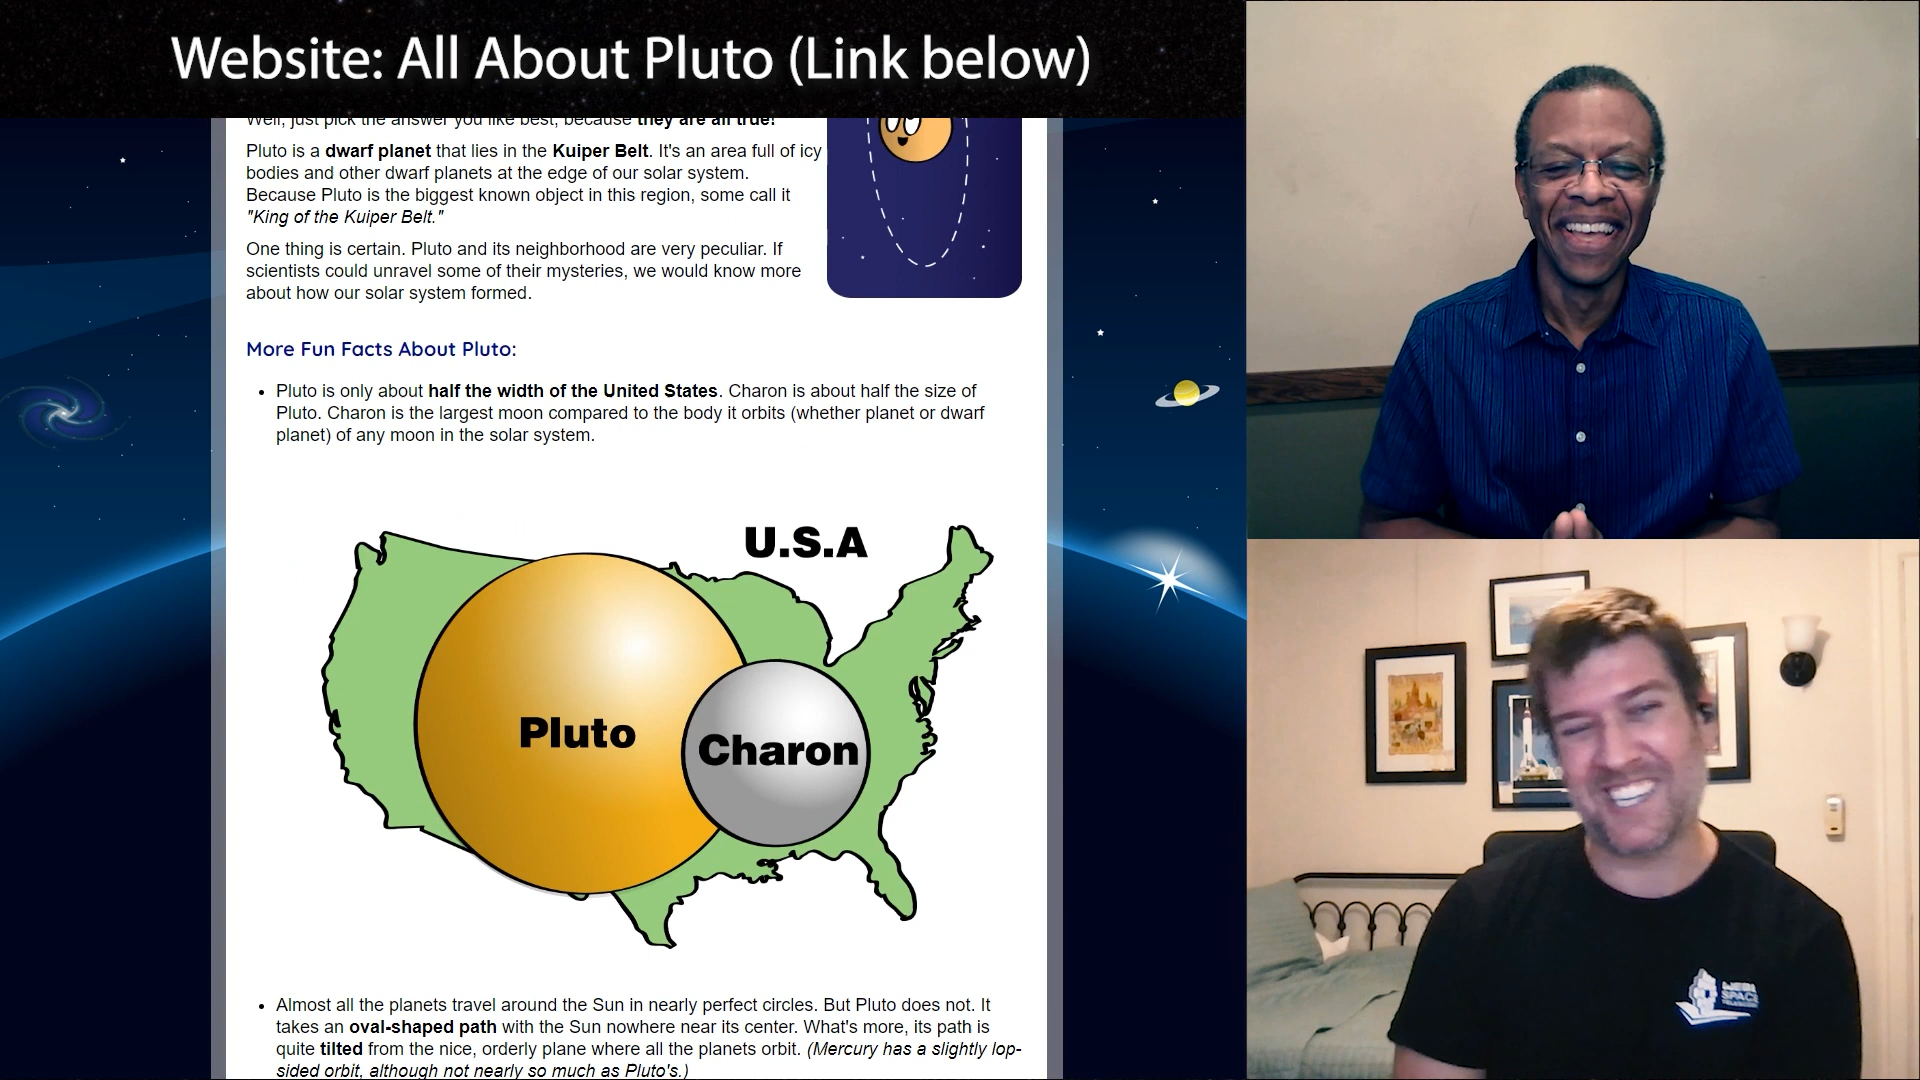 Website: All About Pluto (Link below)
Well, just pick the answer you like best, because they are all true!
Pluto is a dwarf planet that lies in the Kuiper Belt. It's an area full of icy
bodies and other dwarf planets at the edge of our solar system.
Because Pluto is the biggest known object in this region, some call it
"King of the Kuiper Belt."
One thing is certain. Pluto and its neighborhood are very peculiar. If
scientists could unravel some of their mysteries, we would know more
about how our solar system formed.
More Fun Facts About Pluto:
• Pluto is only about half the width of the United States. Charon is about half the size of
Pluto. Charon is the largest moon compared to the body it orbits (whether planet or dwarf
planet) of any moon in the solar system.
U.S.A
Pluto
Charon
• Almost all the planets travel around the Sun in nearly perfect circles. But Pluto does not. It
takes an oval-shaped path with the Sun nowhere near its center. What's more, its path is
quite tilted from the nice, orderly plane where all the planets orbit. (Mercury has a slightly lop-
sided orbit, although not nearly so much as Pluto's.)
SPACE